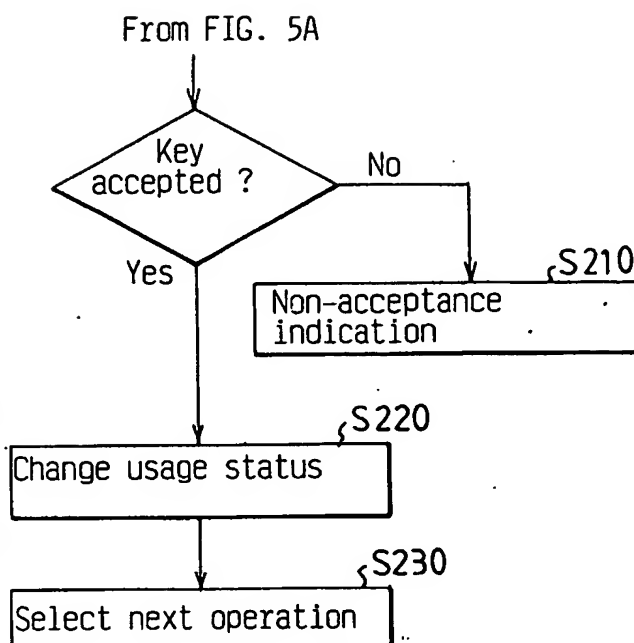 From FIG. 5A
Key
accepted ?
No
Yes
S210
Non-acceptance
indication
S220
Change usage status
S230
Select next operation